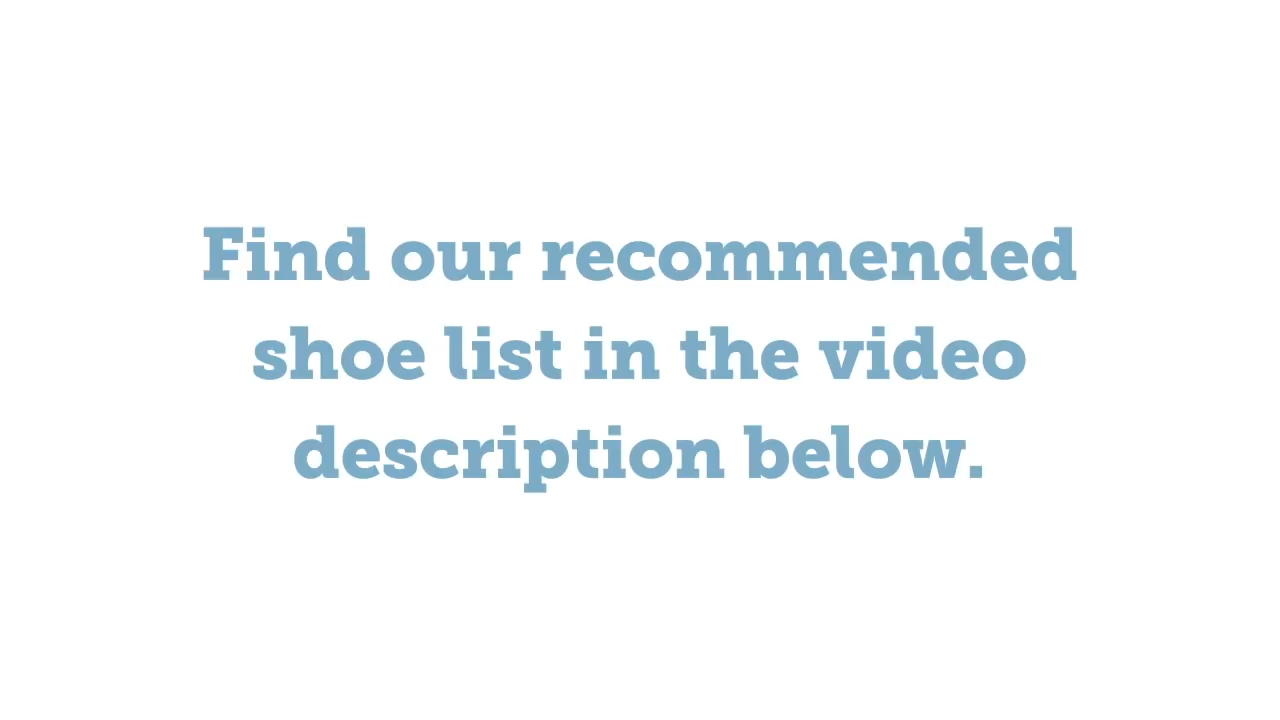 Find our recommended
shoe list in the video
description below.